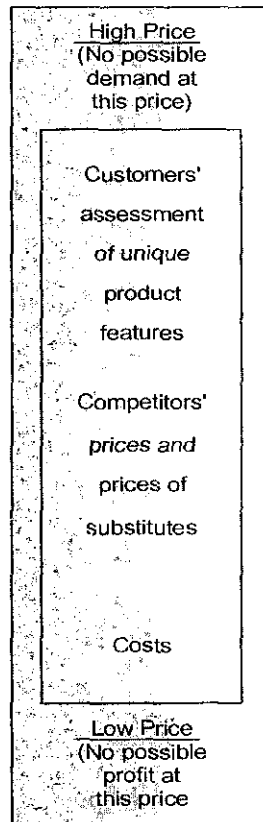 High Price
(No possible
demand at
this price)
Customers'
assessment
of unique
product
features
Competitors'
prices and
prices of
substitutes
Costs
Low Price
(No possible
profit at
this price